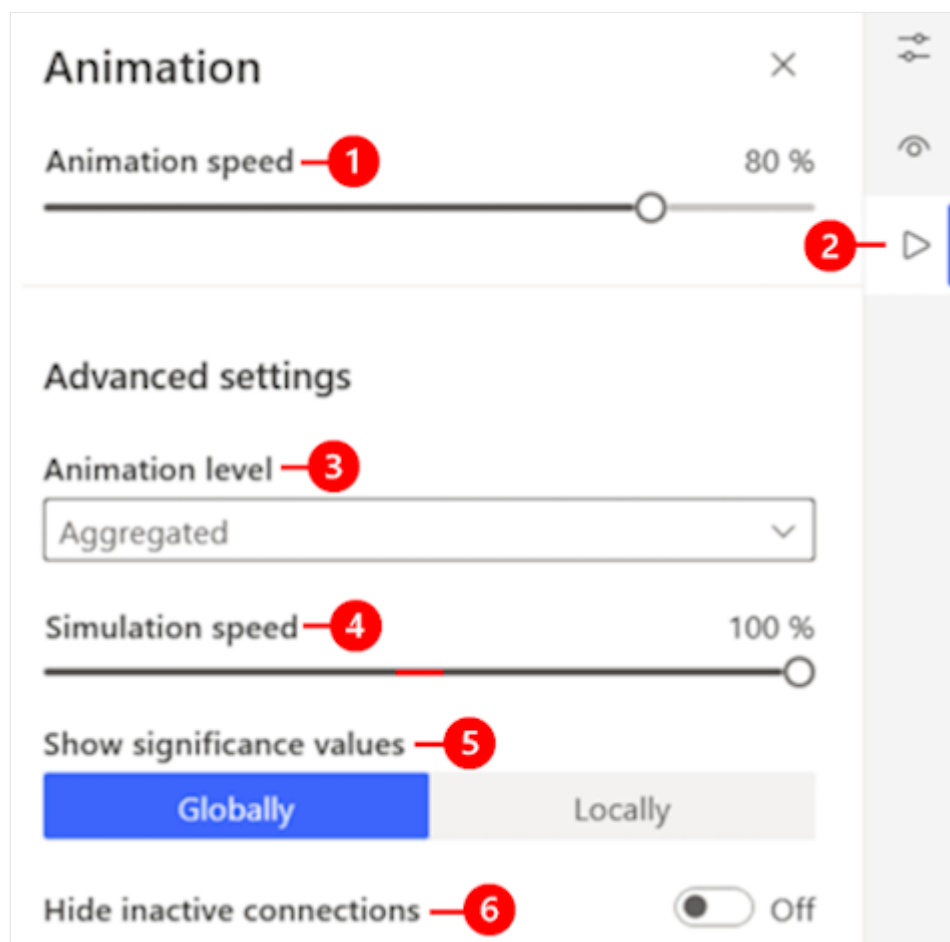 Animation
Animation speed 1 80 %
2
Advanced settings
Animation level 3
Aggregated
Simulation speed 4 100 %
Show significance values 5
Globally Locally
Hide inactive connections 6 Off